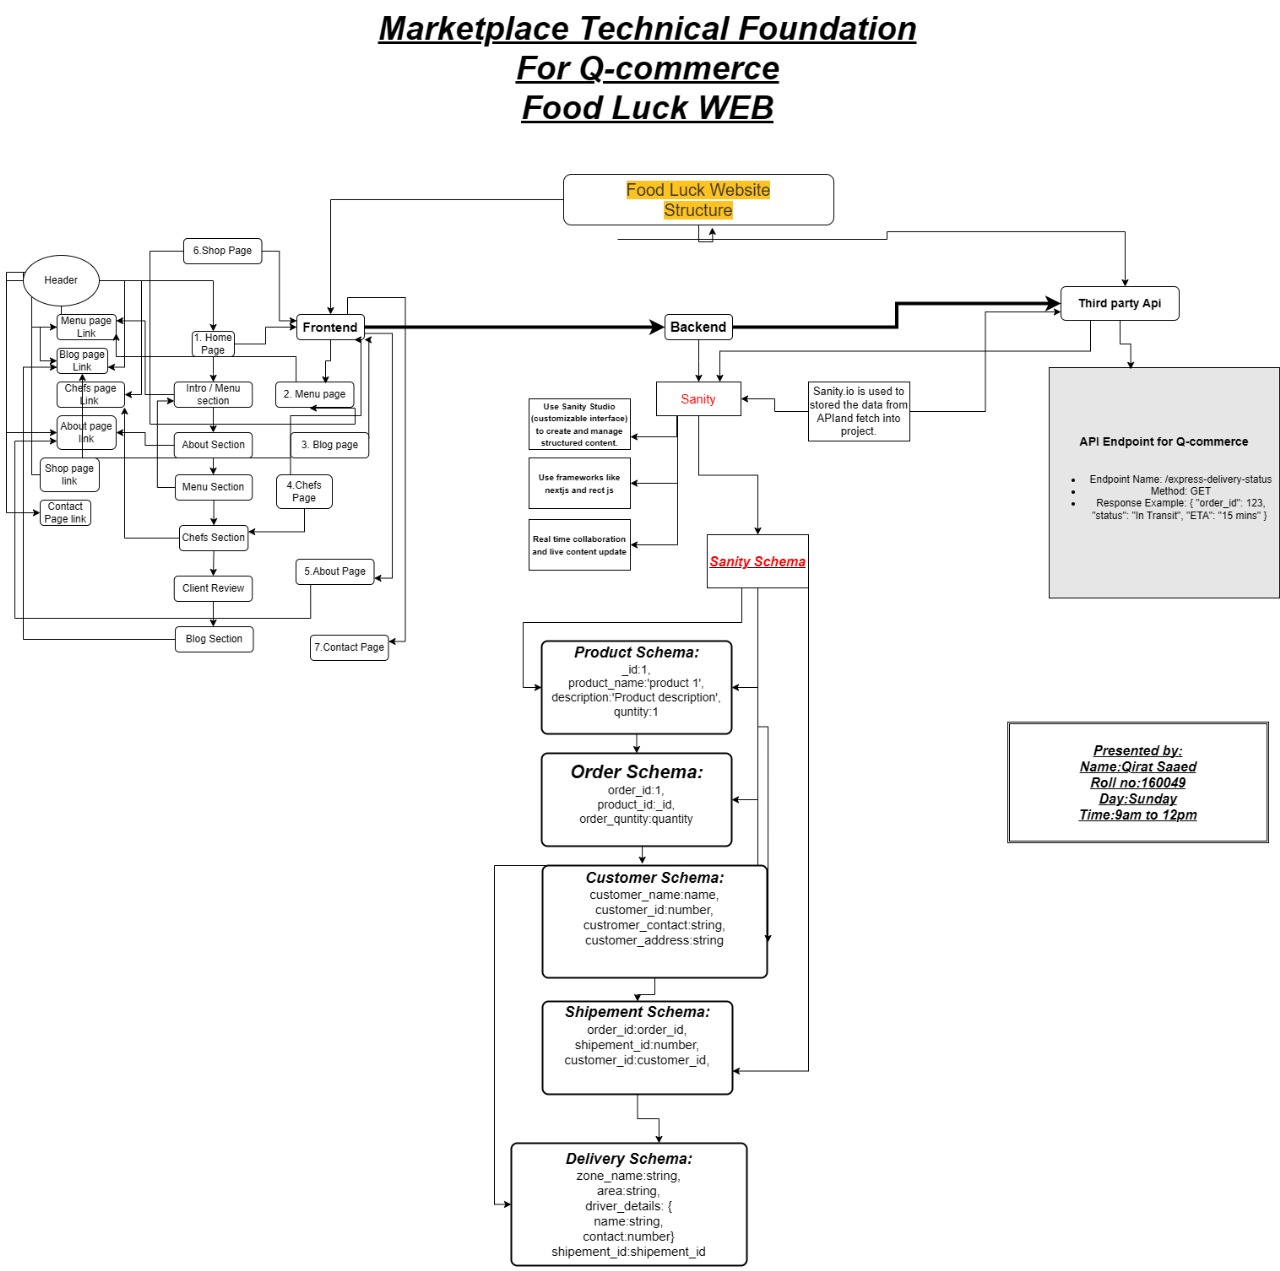 Marketplace Technical Foundation
For Q-commerce
Food Luck WEB
Food Luck Website
Structure
6.Shop Page
Header
Menu page
Link
Blog page
Link
Chefs page
Link
About page
link
Shop page
link
Contact
Page link
1. Home
Page
Intro / Menu
section
About Section
Menu Section
Chefs Section
Client Review
Blog Section
Frontend
2. Menu page
3. Blog page
4.Chefs
Page
5.About Page
7.Contact Page
Backend
Sanity
Use Sanity Studio
(customizable interface)
to create and manage
structured content.
Use frameworks like
nextjs and rect js
Real time collaboration
and live content update
Sanity.io is used to
stored the data from
APIand fetch into
project.
Third party Api
API Endpoint for Q-commerce
• Endpoint Name: /express-delivery-status
• Method: GET
• Response Example: { "order_id": 123,
"status": "In Transit", "ETA": "15 mins" }
Sanity Schema
Product Schema:
_id:1,
product_name:'product 1',
description:'Product description',
quntity:1
Order Schema:
order_id:1,
product_id:_id,
order_quntity:quantity
Customer Schema:
customer_name:name,
customer_id:number,
custromer_contact:string,
customer_address:string
Shipement Schema:
order_id:order_id,
shipement_id:number,
customer_id:customer_id,
Delivery Schema:
zone_name:string,
area:string,
driver_details: {
name:string,
contact:number}
shipement_id:shipement_id
Presented by:
Name:Qirat Saaed
Roll no:160049
Day:Sunday
Time:9am to 12pm